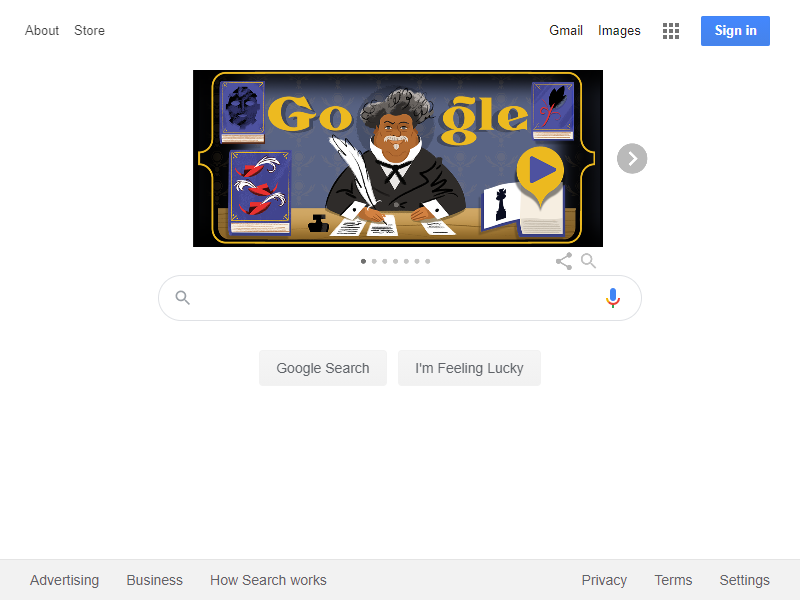 About Store
Gmail Images Sign in
Google
Google Search I'm Feeling Lucky
Advertising Business How Search works
Privacy Terms Settings